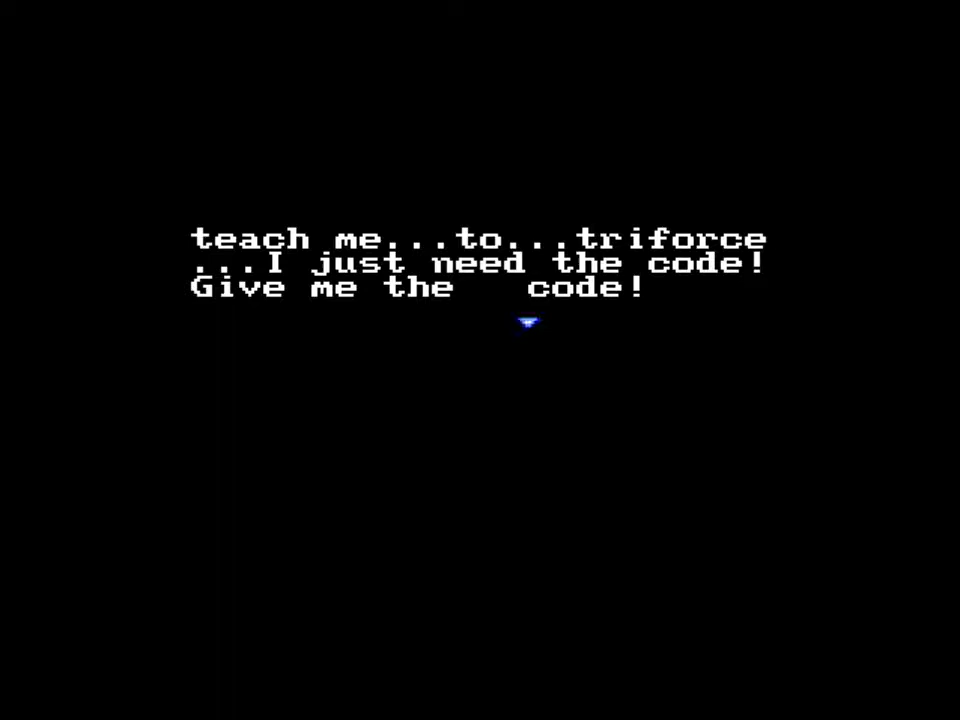 teach me...to...triforce
...I just need the code!
Give me the   code!